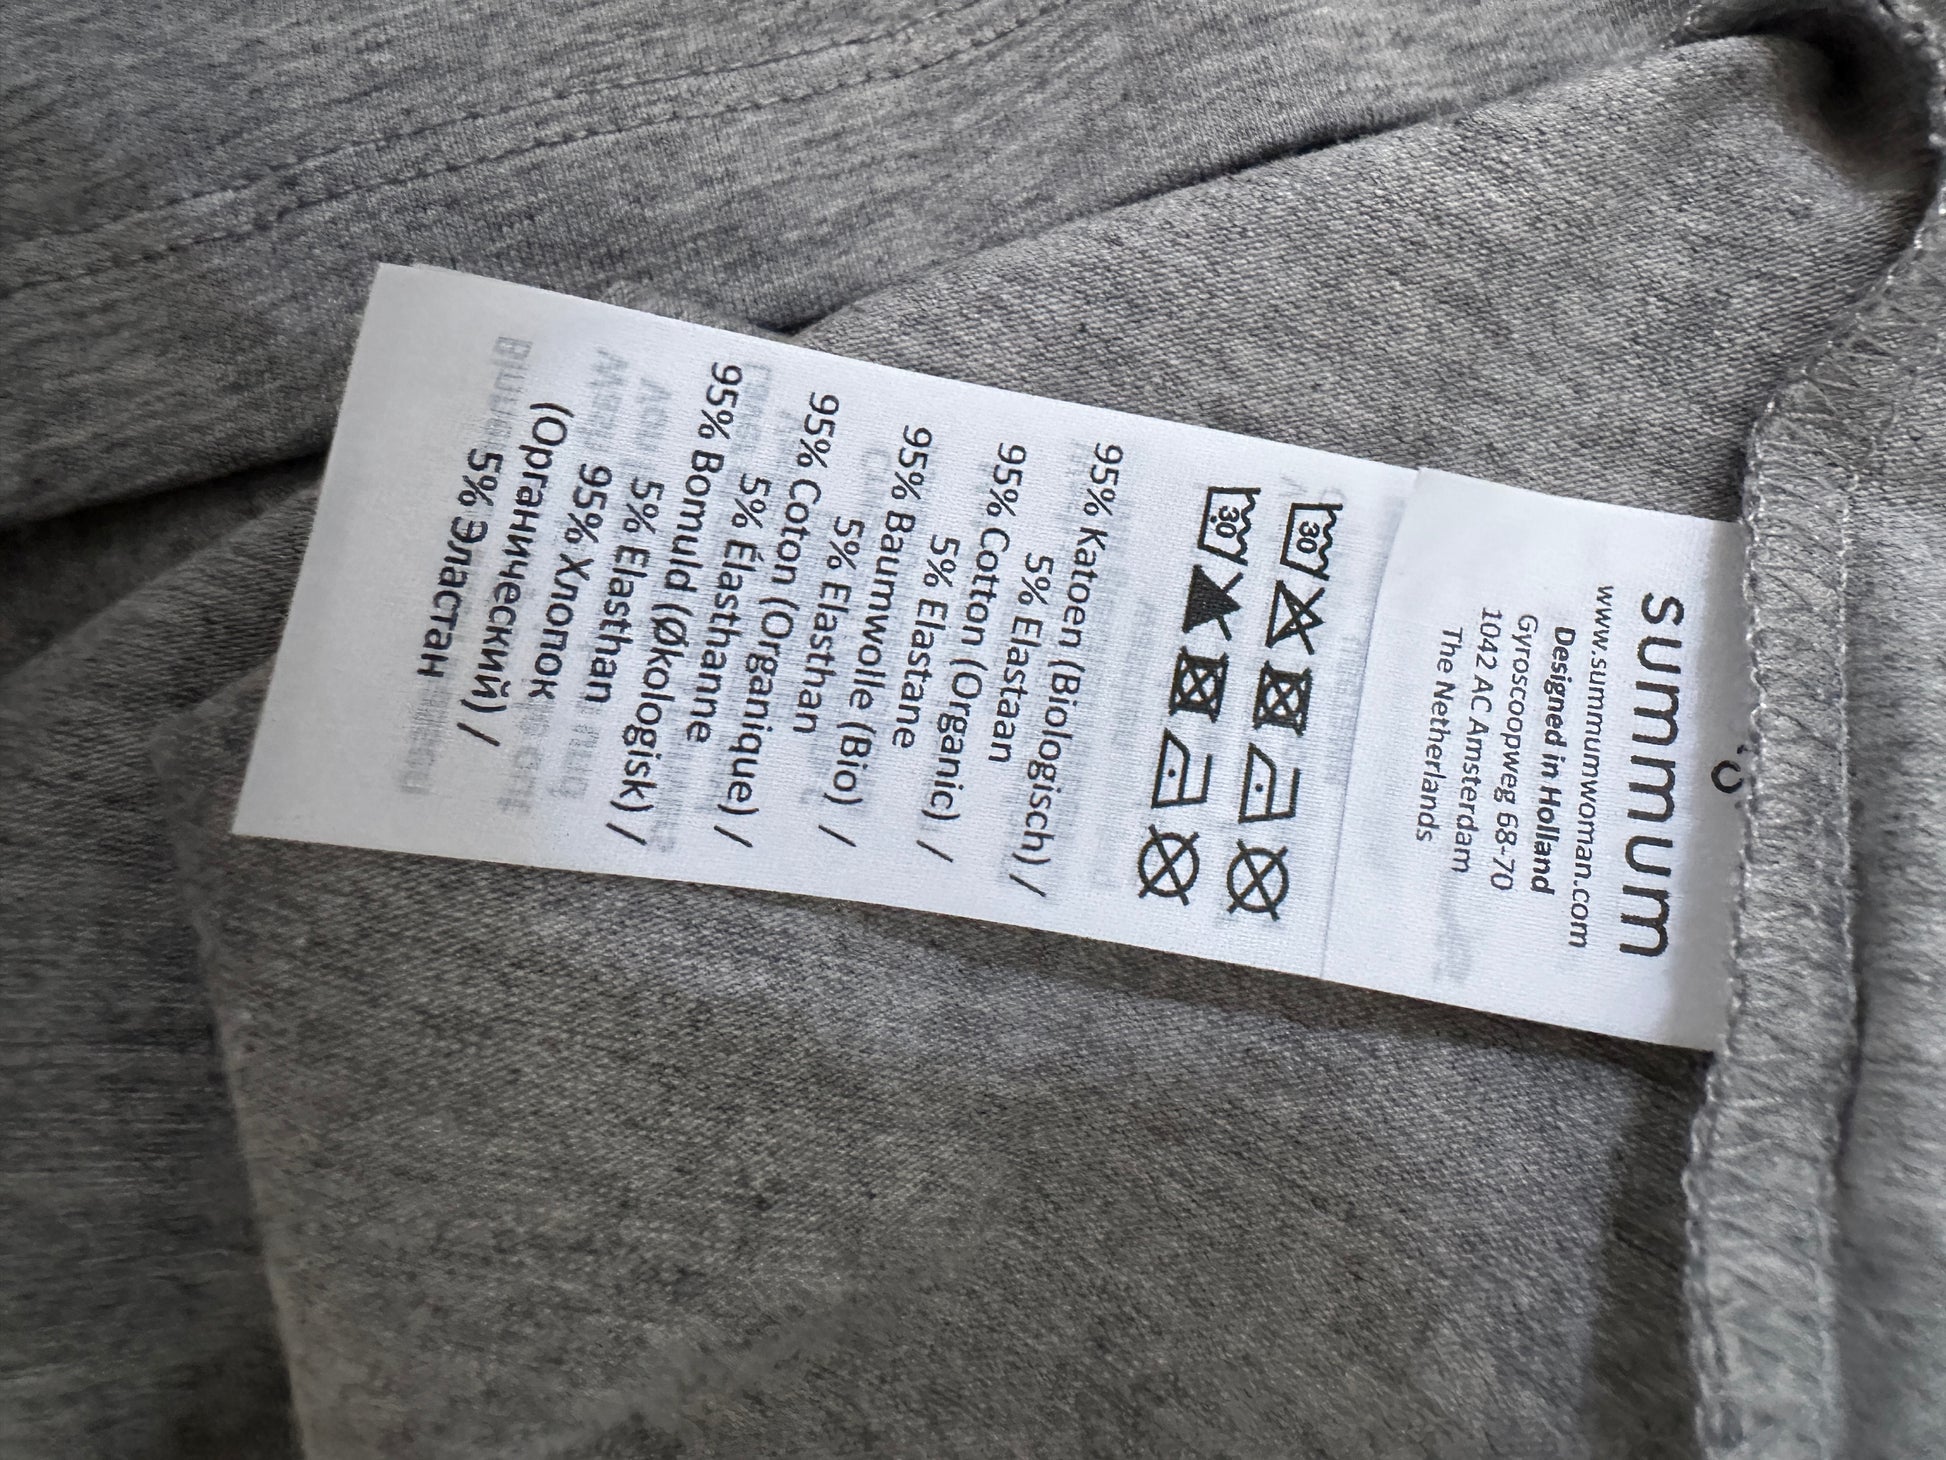 summum
www.summumwoman.com
Designed in Holland
Gyroscoopweg 68-70
1042 AC Amsterdam
The Netherlands
30
30
95% Katoen (Biologisch) /
5% Elastaan
95% Cotton (Organic) /
5% Elastane
95% Baumwolle (Bio) /
5% Elasthan
95% Coton (Organique) /
5% Élasthanne
95% Bomuld (Økologisk) /
5% Elasthan
95% Хлопок
(Органический) /
5% Эластан